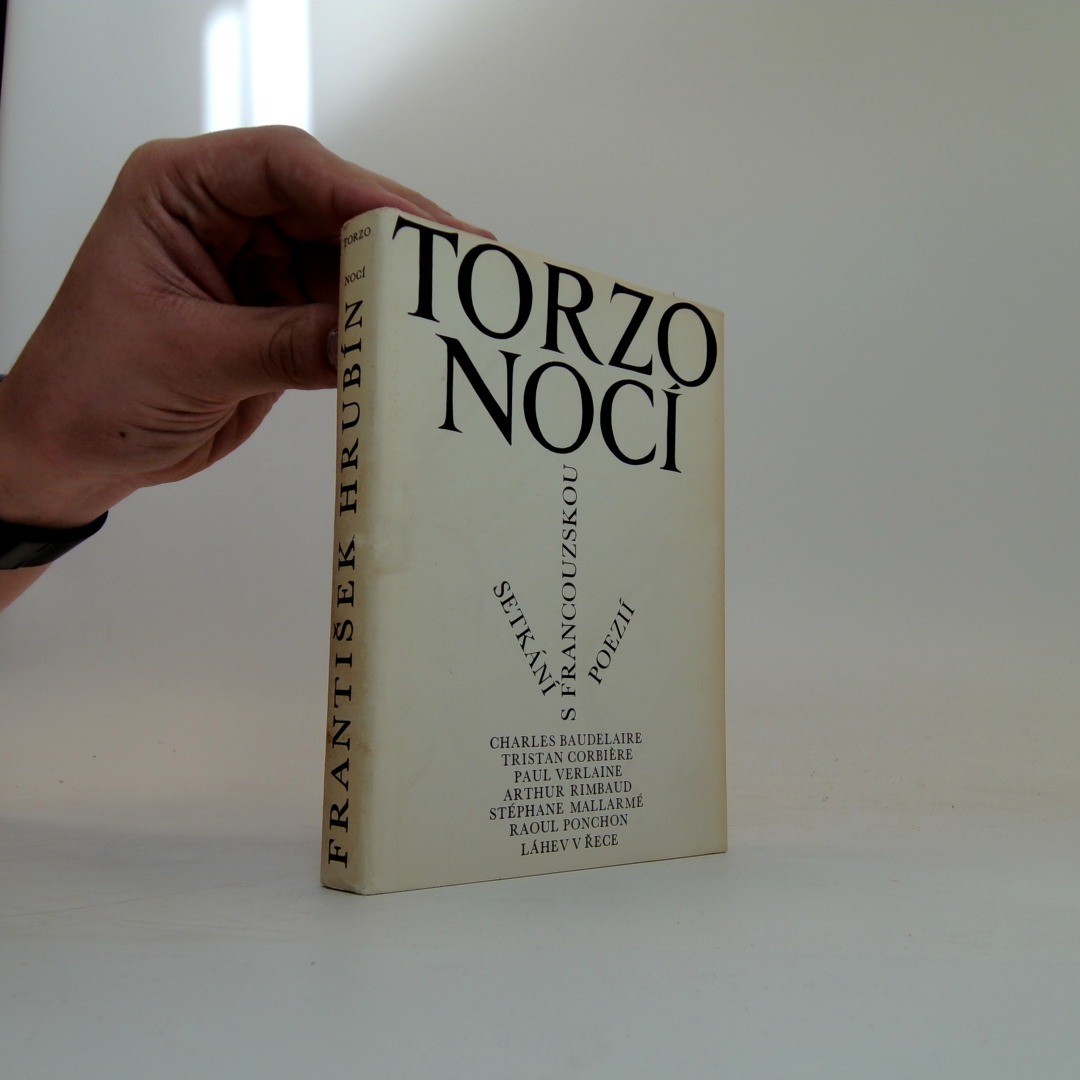 TORZO
NOCÍ
FRANTIŠEK HRUBÍN
TORZO
NOCÍ
SETKÁNÍ
S FRANCOUZSKOU
POEZIÍ
CHARLES BAUDELAIRE
TRISTAN CORBIÈRE
PAUL VERLAINE
ARTHUR RIMBAUD
STÉPHANE MALLARMÉ
RAOUL PONCHON
LÁHEV V ŘECE